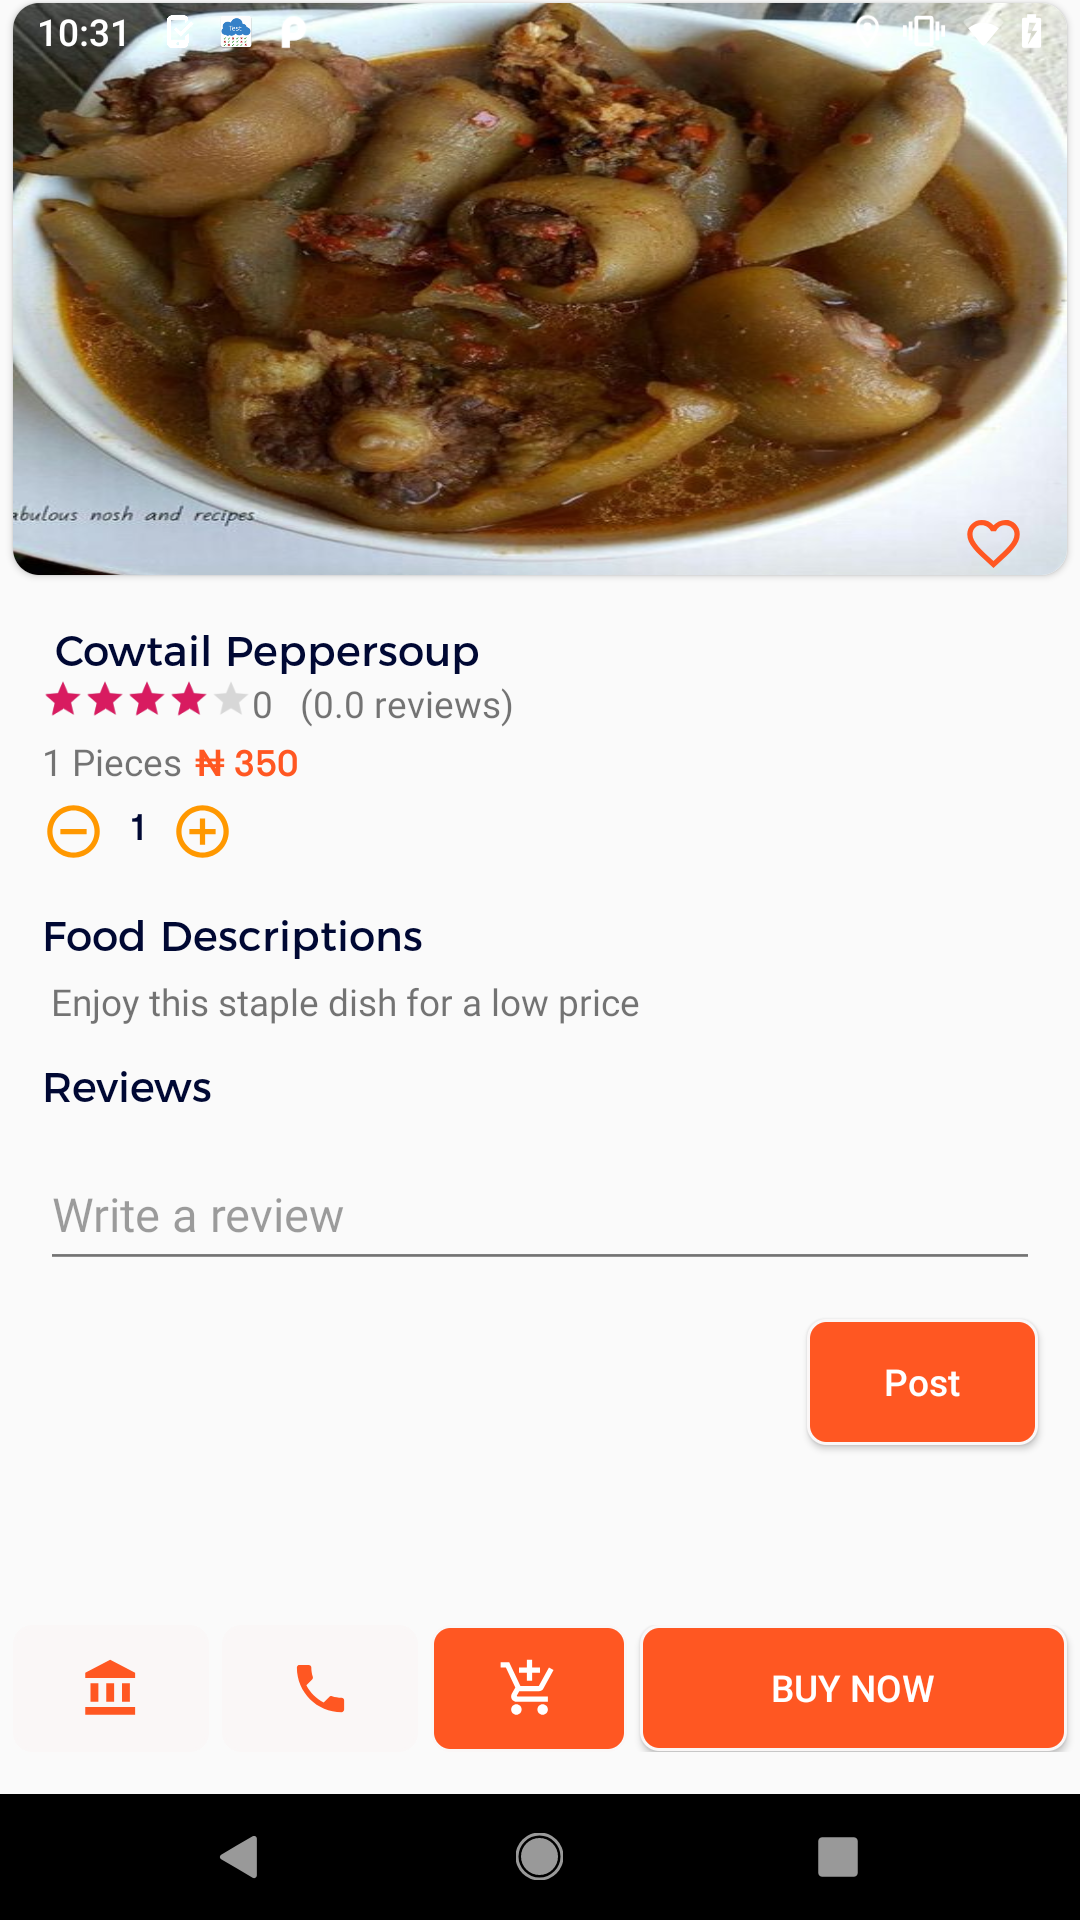 10:31
Test
abulous nosh and recipes
Cowtail Peppersoup
0 (0.0 reviews)
1 Pieces ₦ 350
1
Food Descriptions
Enjoy this staple dish for a low price
Reviews
Write a review
Post
BUY NOW